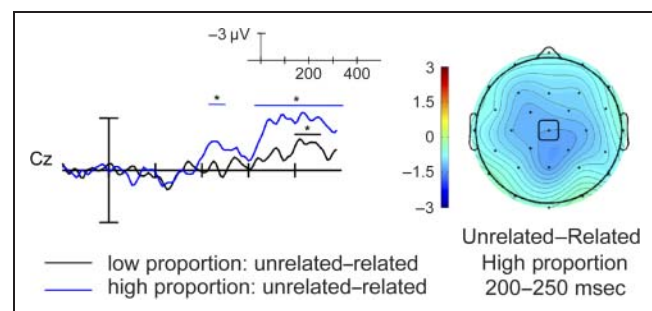 −3 µV
200 400
* *
*
Cz
low proportion: unrelated–related
high proportion: unrelated–related
3
1.5
0
−1.5
−3
Unrelated–Related
High proportion
200–250 msec